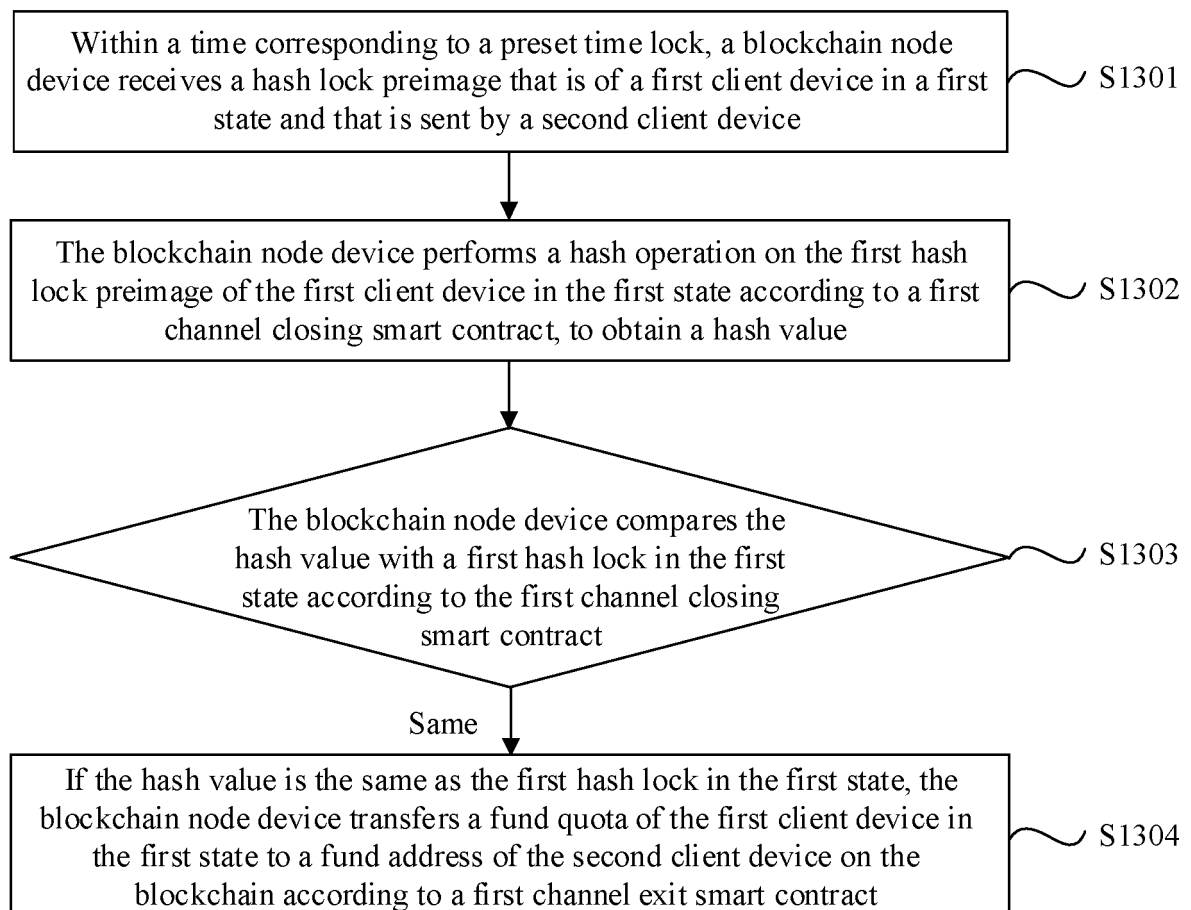 Within a time corresponding to a preset time lock, a blockchain node
device receives a hash lock preimage that is of a first client device in a first
state and that is sent by a second client device
S1301
The blockchain node device performs a hash operation on the first hash
lock preimage of the first client device in the first state according to a first
channel closing smart contract, to obtain a hash value
S1302
The blockchain node device compares the
hash value with a first hash lock in the first
state according to the first channel closing
smart contract
S1303
Same
If the hash value is the same as the first hash lock in the first state, the
blockchain node device transfers a fund quota of the first client device in
the first state to a fund address of the second client device on the
blockchain according to a first channel exit smart contract
S1304